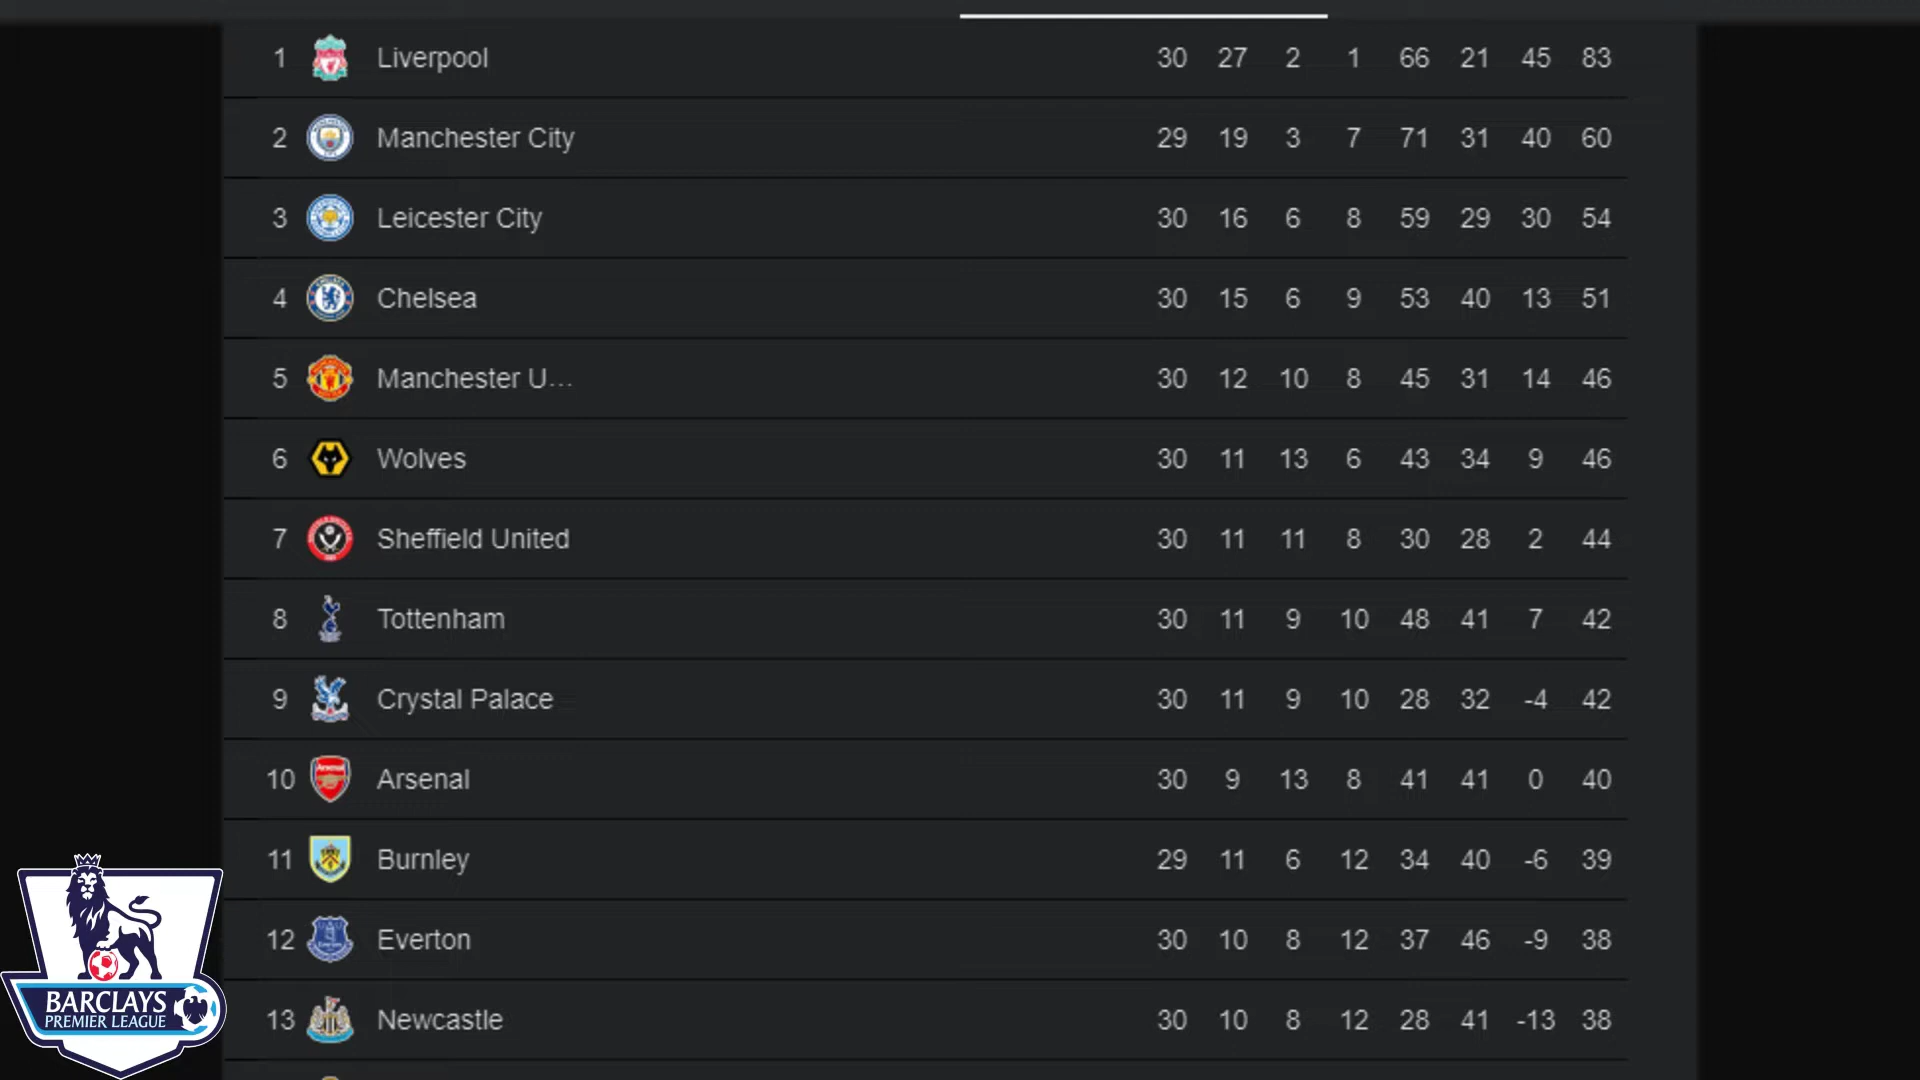 1 Liverpool 30 27 2 1 66 21 45 83
2 Manchester City 29 19 3 7 71 31 40 60
3 Leicester City 30 16 6 8 59 29 30 54
4 Chelsea 30 15 6 9 53 40 13 51
5 Manchester U... 30 12 10 8 45 31 14 46
6 Wolves 30 11 13 6 43 34 9 46
7 Sheffield United 30 11 11 8 30 28 2 44
8 Tottenham 30 11 9 10 48 41 7 42
9 Crystal Palace 30 11 9 10 28 32 -4 42
10 Arsenal 30 9 13 8 41 41 0 40
11 Burnley 29 11 6 12 34 40 -6 39
12 Everton 30 10 8 12 37 46 -9 38
13 Newcastle 30 10 8 12 28 41 -13 38
BARCLAYS
PREMIER LEAGUE